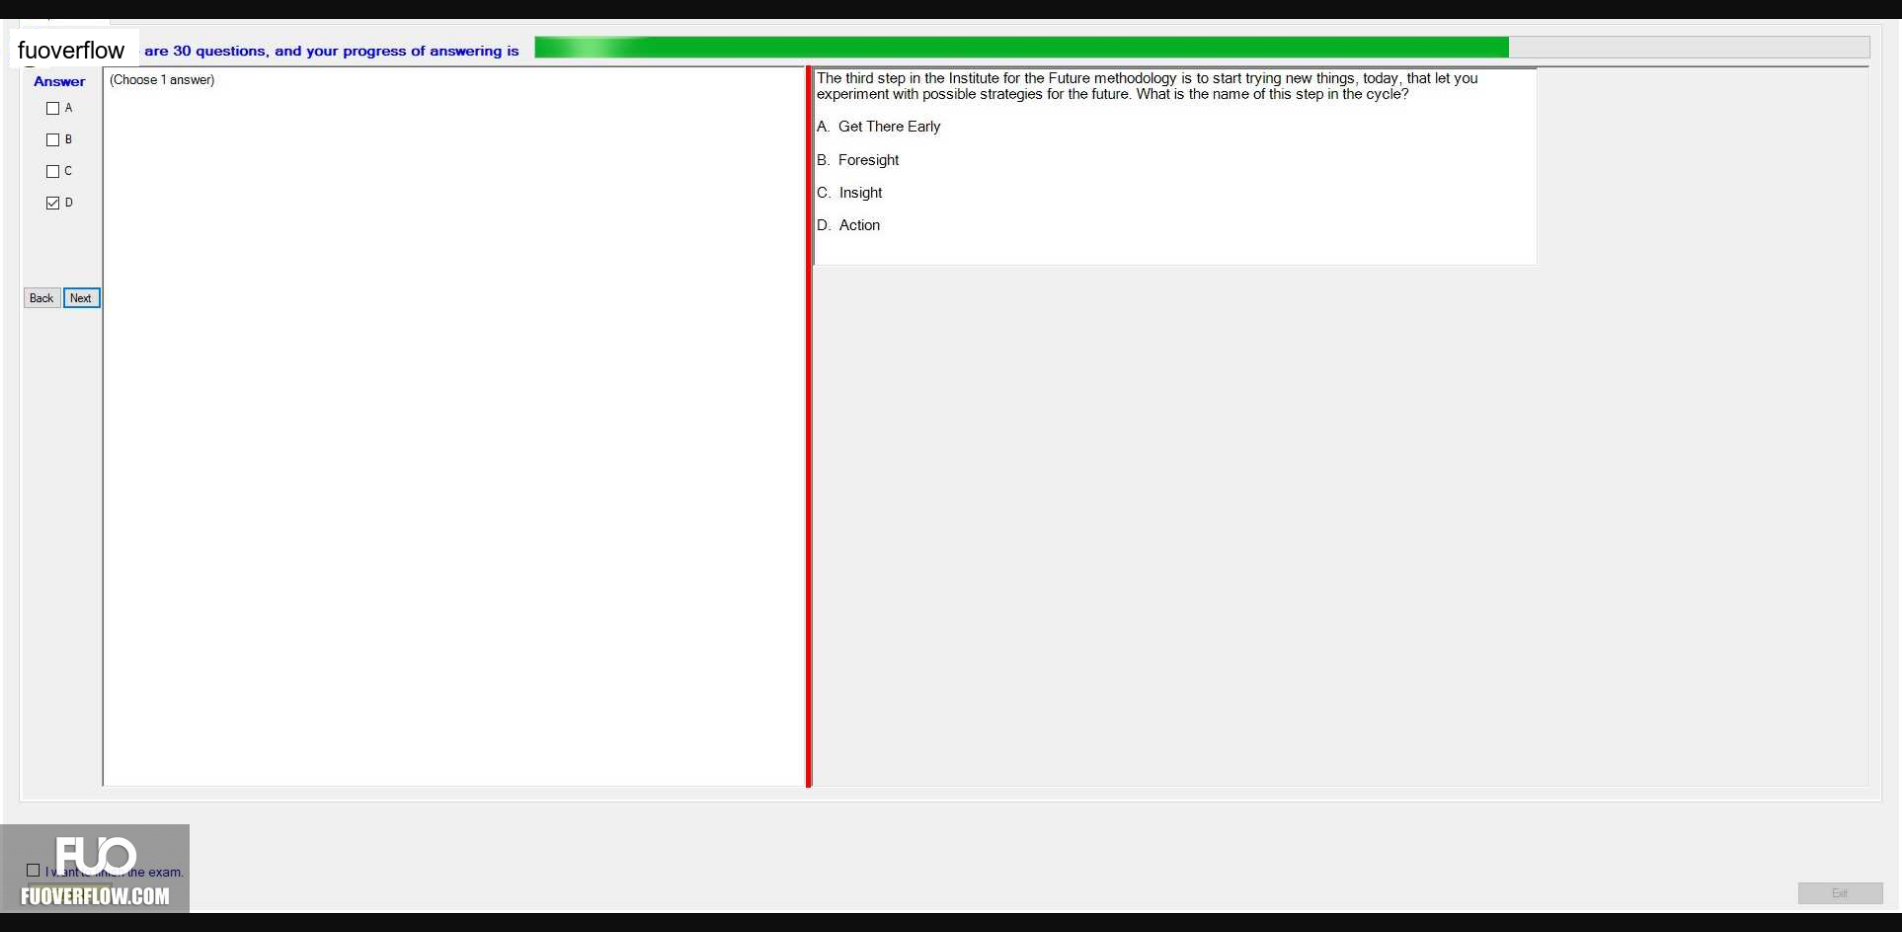 fuoverflow are 30 questions, and your progress of answering is
Answer
A
B
C
D
Back Next
(Choose 1 answer)
The third step in the Institute for the Future methodology is to start trying new things, today, that let you
experiment with possible strategies for the future. What is the name of this step in the cycle?
A. Get There Early
B. Foresight
C. Insight
D. Action
FUO
I want to finish the exam.
FUOVERFLOW.COM
Exit